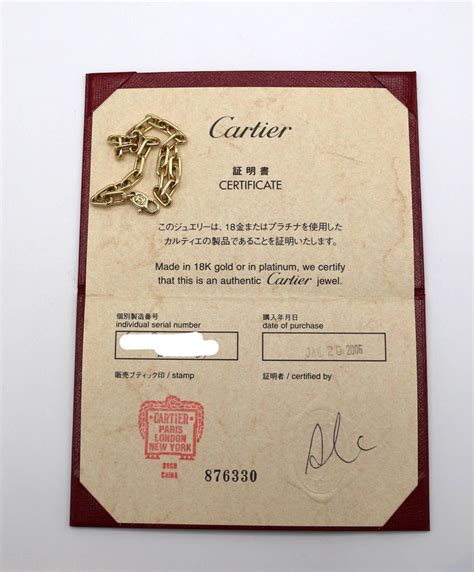 Cartier
証明書
CERTIFICATE
このジュエリーは、18金またはプラチナを使用した
カルティエの製品であることを証明いたします。
Made in 18K gold or in platinum, we certify
that this is an authentic Cartier jewel.
個別製造番号
individual serial number
購入年月日
date of purchase
20 2006
販売ブティック印 / stamp
証明者 / certified by
CARTIER
PARIS
LONDON
NEW YORK
CHINA
876330